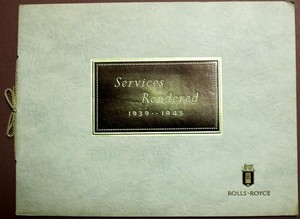 Services
Rendered
1939--1945
ROLLS-ROYCE